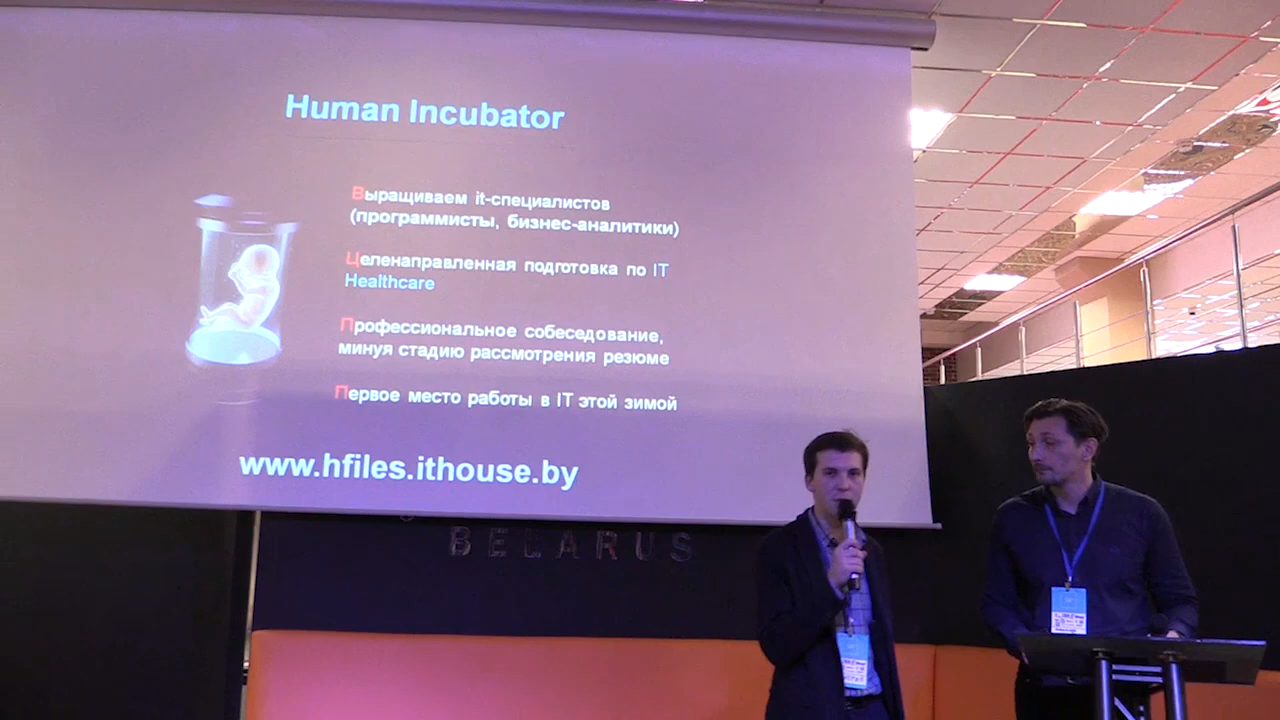 Human Incubator
Выращиваем it-специалистов
(программисты, бизнес-аналитики)
Целенаправленная подготовка по IT
Healthcare
Профессиональное собеседование,
минуя стадию рассмотрения резюме
Первое место работы в IT этой зимой
www.hfiles.ithouse.by
BELARUS